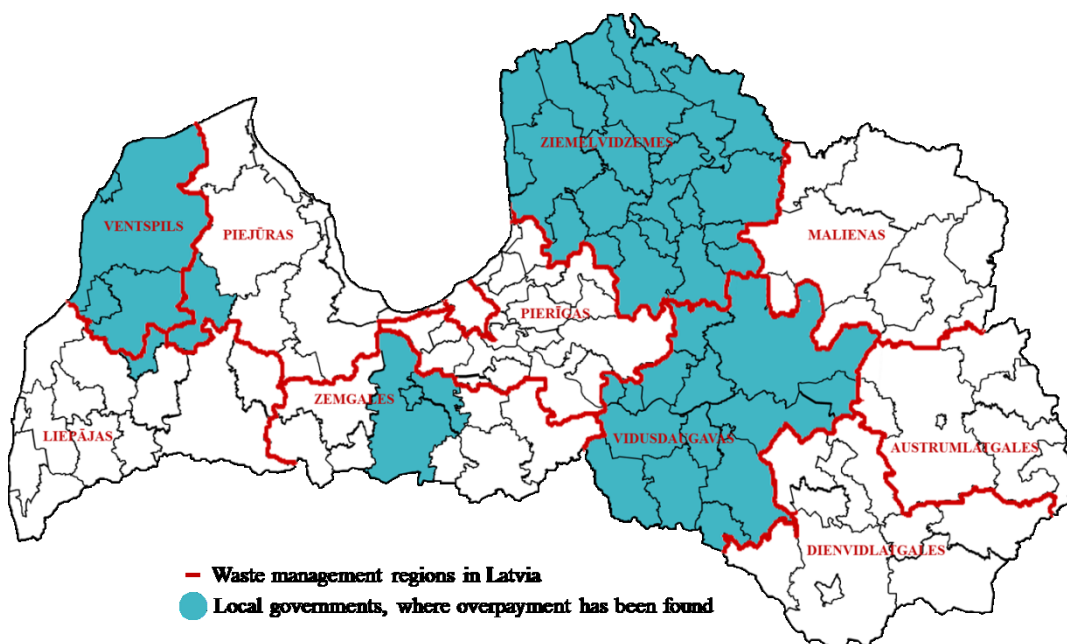 ZIEMEĻVIDZEMES
VENTSPILS
PIEJŪRAS
MALIENAS
PIERĪGAS
ZEMGALES
LIEPĀJAS
VIDUSDAUGAVAS
AUSTRUMLATGALES
DIENVIDLATGALES
Waste management regions in Latvia
Local governments, where overpayment has been found